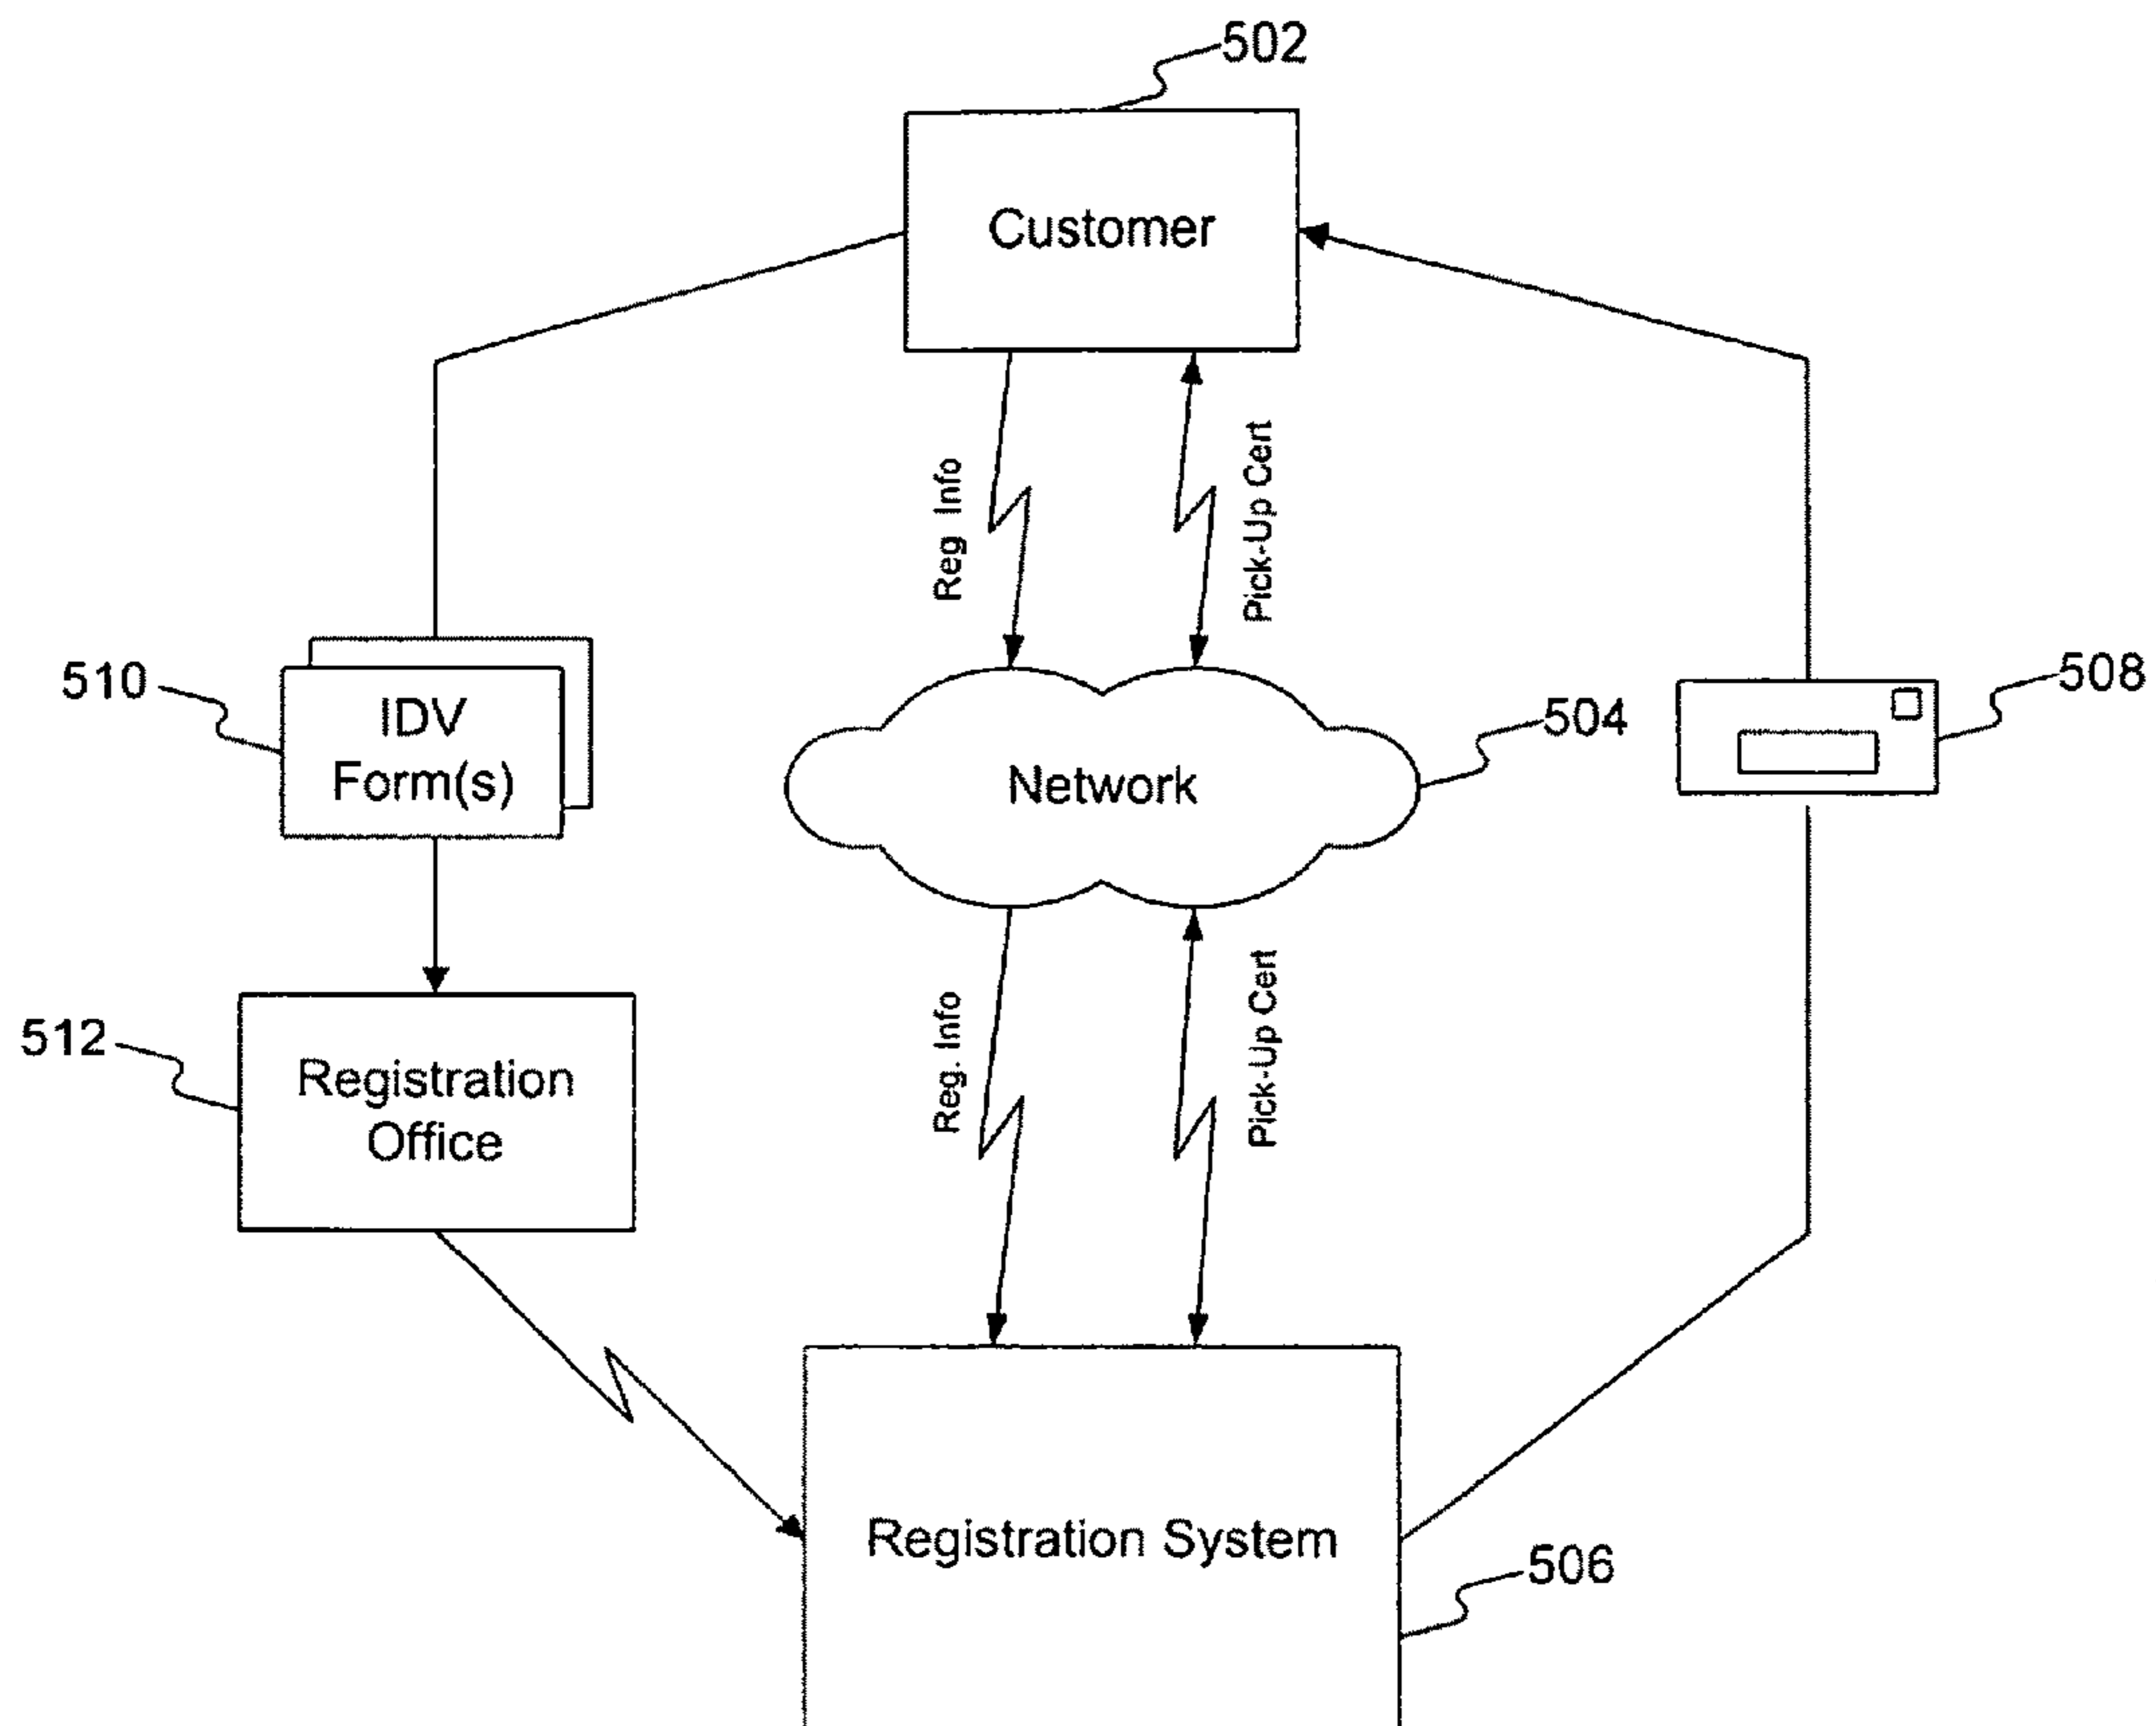 502
Customer
Reg Info
Pick-Up Cert
510
IDV
Form(s)
Network
504
508
512
Registration
Office
Reg. Info
Pick-Up Cert
Registration System
506